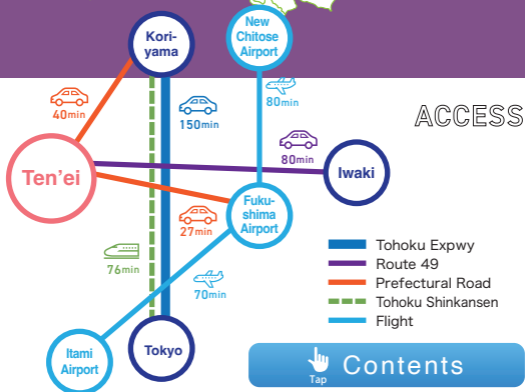 Kori-
yama
New
Chitose
Airport
40min
150min
80min
ACCESS
80min
Ten'ei
Iwaki
Fuku-
shima
Airport
27min
76min
70min
Tohoku Expwy
Route 49
Prefectural Road
Tohoku Shinkansen
Flight
Itami
Airport
Tokyo
Tap
Contents